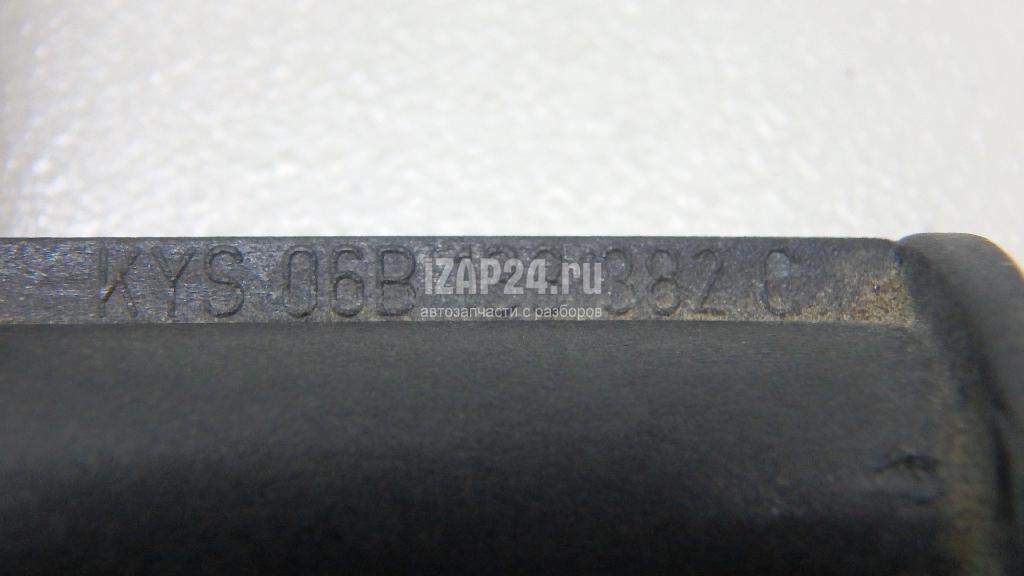 KYS 06B 382 C
iZAP24.ru
автозапчасти с разборов